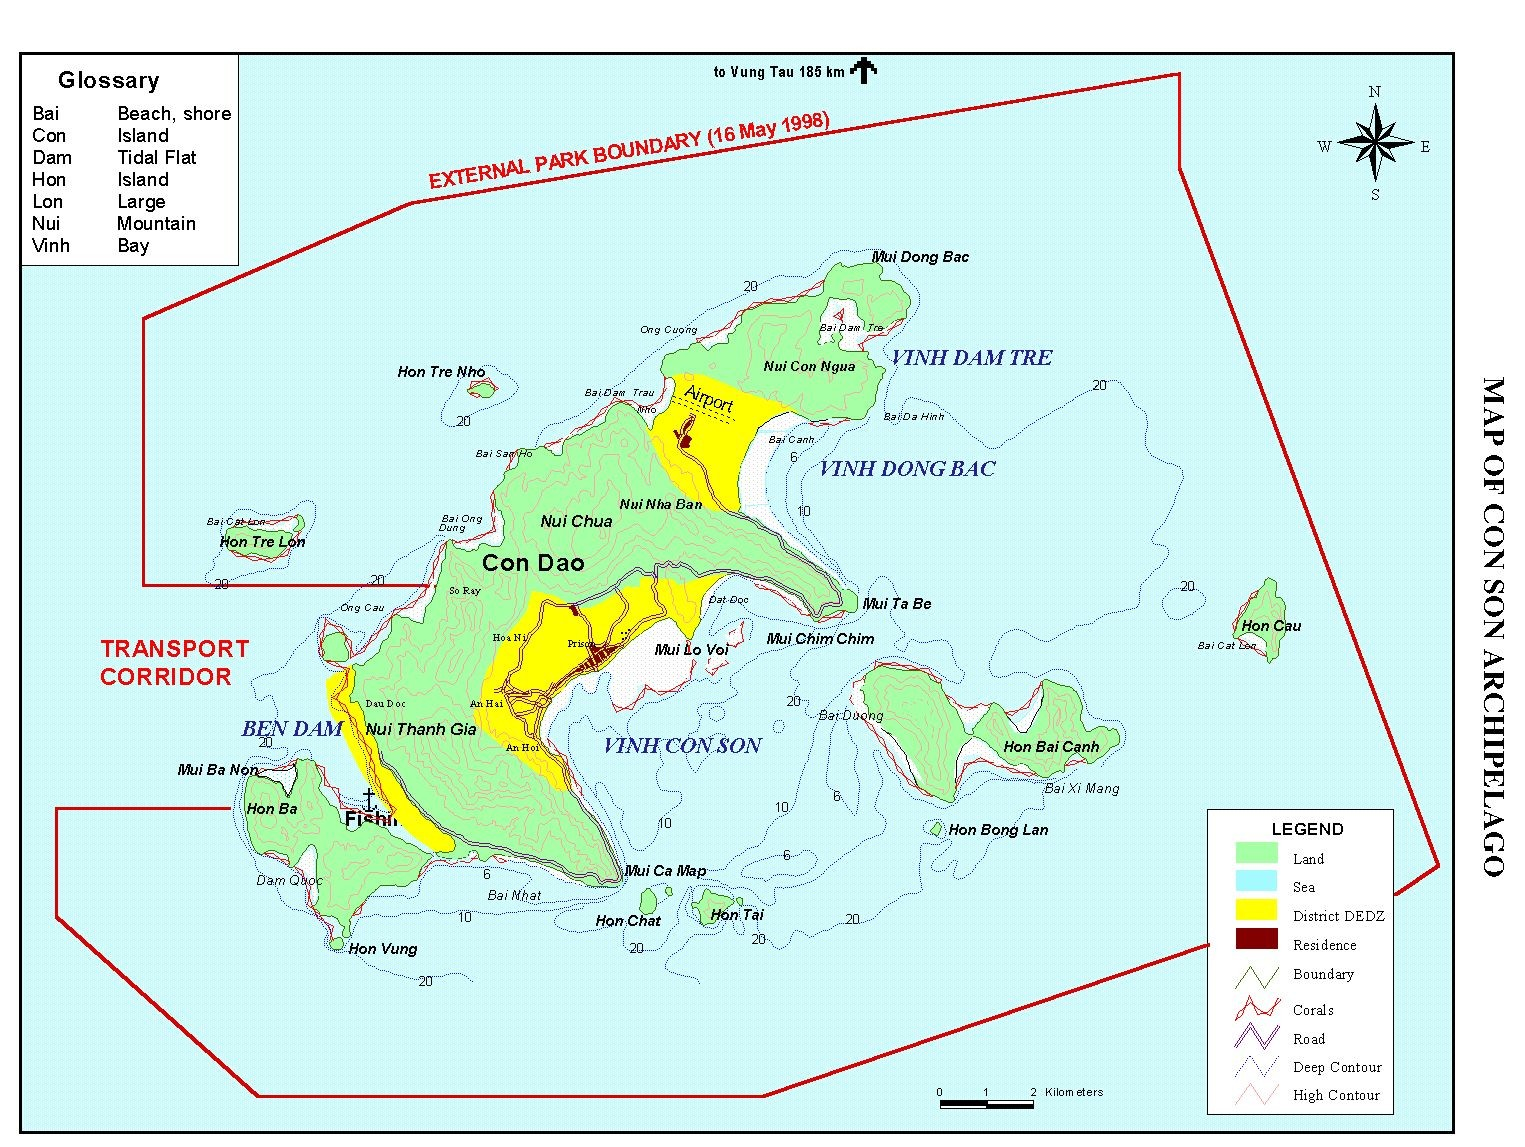 Glossary
Bai Beach, shore
Con Island
Dam Tidal Flat
Hon Island
Lon Large
Nui Mountain
Vinh Bay
to Vung Tau 185 km
EXTERNAL PARK BOUNDARY (16 May 1998)
N
W E
S
Mui Dong Bac
20
Ong Cuong
Bai Dam Tre
VINH DAM TRE
Nui Con Ngua
Hon Tre Nho
20
Bai Dam Trau
Nho
Airport
20
Bai Da Hinh
Bai Canh
6
Bai San Ho
VINH DONG BAC
Nui Nha Ban
10
Bai Cat Lon
Hon Tre Lon
20
Bai Ong
Dung
Nui Chua
Con Dao
20
So Ray
Ong Cau
Dat Doc
Mui Ta Be
20
Hon Cau
Bai Cat Lon
Hoa Ni
Prison
Mui Chim Chim
Mui Lo Voi
TRANSPORT
CORRIDOR
Dau Doc
An Hai
20
Bai Duong
BEN DAM
20
Nui Thanh Gia
An Hoi
VINH CON SON
Hon Bai Canh
Mui Ba Non
Bai Xi Mang
Hon Ba
Fishin
10
6
10
Hon Bong Lan
6
Dam Quoc
6
Mui Ca Map
Bai Nhat
10
Hon Chat
Hon Tai
20
20
20
Hon Vung
20
LEGEND
Land
Sea
District DEDZ
Residence
Boundary
Corals
Road
Deep Contour
High Contour
0 1 2 Kilometers
MAP OF CON SON ARCHIPELAGO